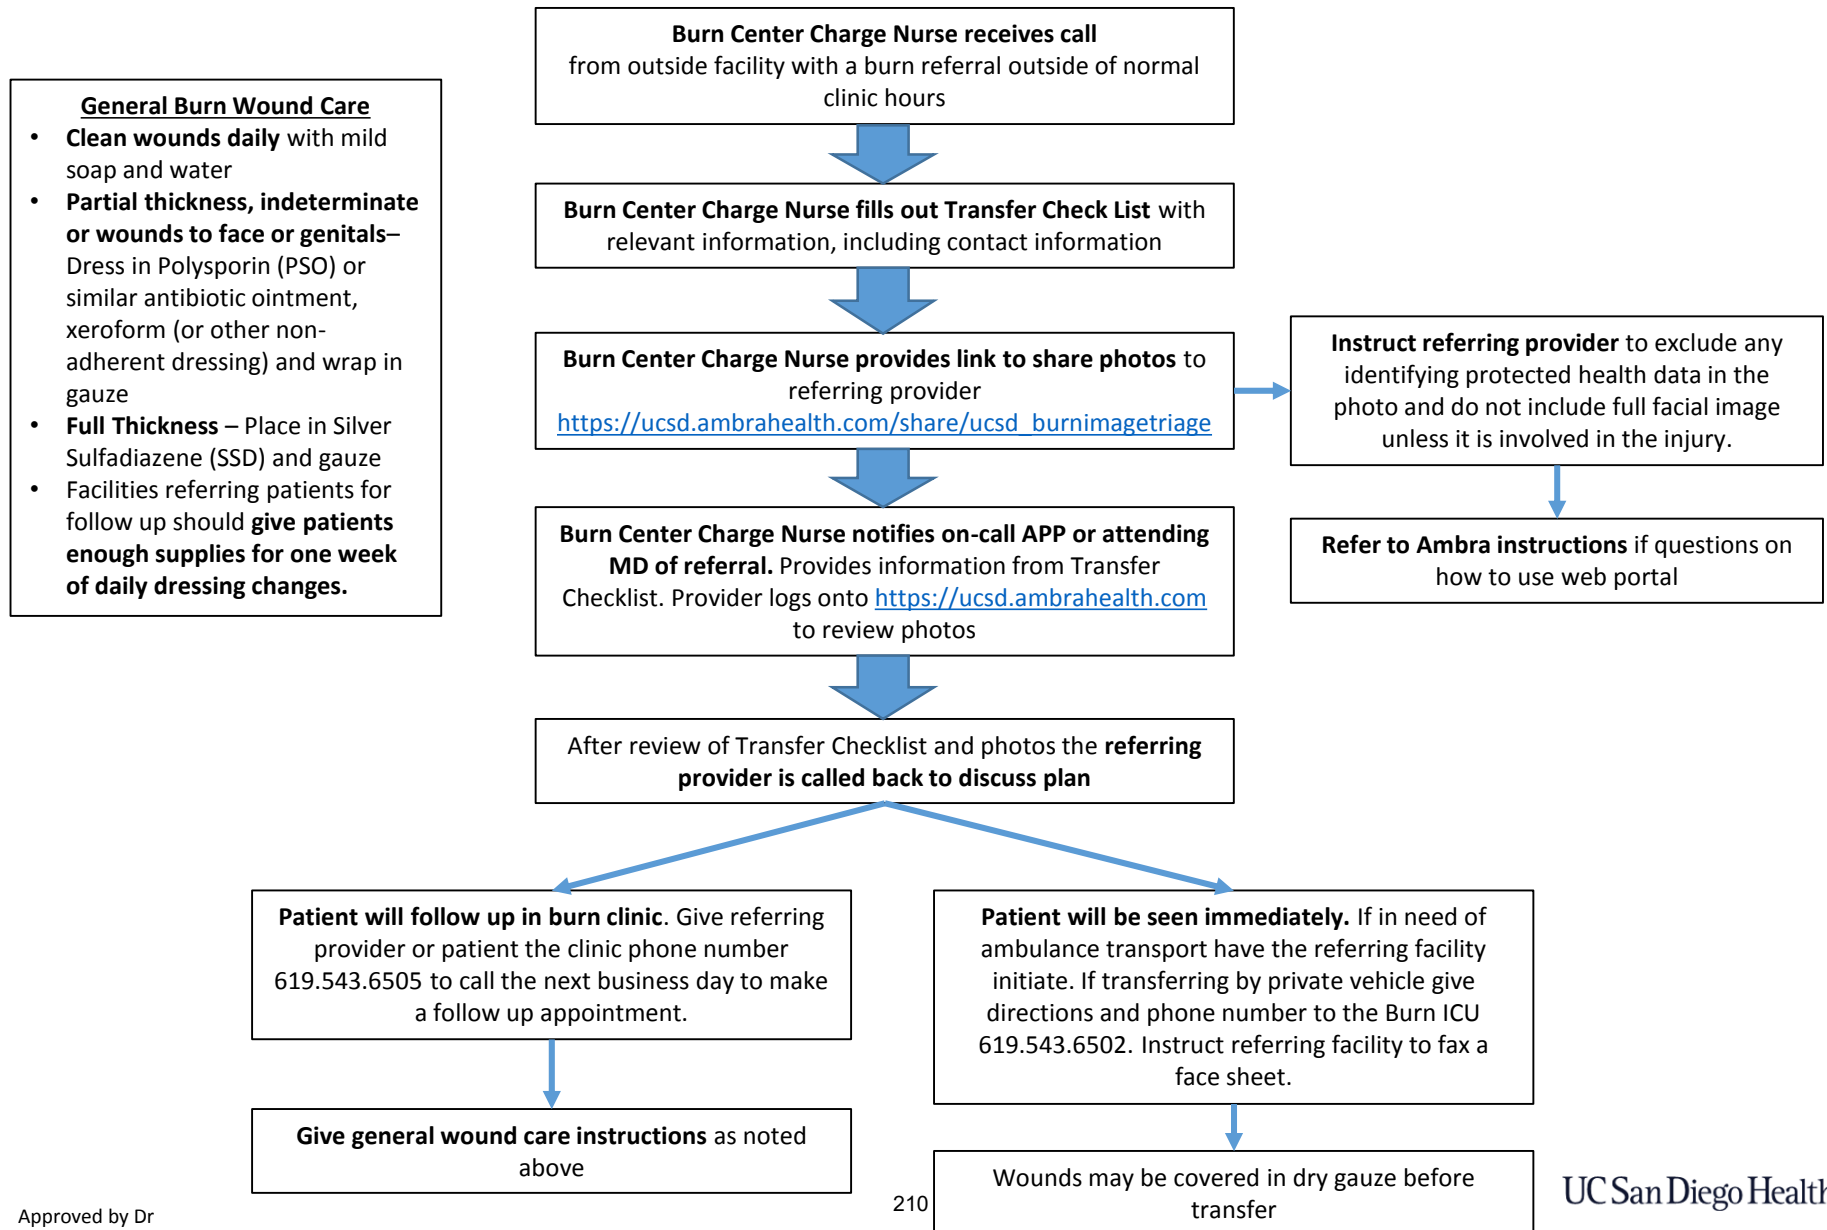 Burn Center Charge Nurse receives call
from outside facility with a burn referral outside of normal
clinic hours
General Burn Wound Care
• Clean wounds daily with mild
soap and water
• Partial thickness, indeterminate
or wounds to face or genitals–
Dress in Polysporin (PSO) or
similar antibiotic ointment,
xeroform (or other non-
adherent dressing) and wrap in
gauze
• Full Thickness – Place in Silver
Sulfadiazene (SSD) and gauze
• Facilities referring patients for
follow up should give patients
enough supplies for one week
of daily dressing changes.
Burn Center Charge Nurse fills out Transfer Check List with
relevant information, including contact information
Burn Center Charge Nurse provides link to share photos to
referring provider
https://ucsd.ambrahealth.com/share/ucsd_burnimagetriage
Instruct referring provider to exclude any
identifying protected health data in the
photo and do not include full facial image
unless it is involved in the injury.
Refer to Ambra instructions if questions on
how to use web portal
Burn Center Charge Nurse notifies on-call APP or attending
MD of referral. Provides information from Transfer
Checklist. Provider logs onto https://ucsd.ambrahealth.com
to review photos
After review of Transfer Checklist and photos the referring
provider is called back to discuss plan
Patient will follow up in burn clinic. Give referring
provider or patient the clinic phone number
619.543.6505 to call the next business day to make
a follow up appointment.
Give general wound care instructions as noted
above
Patient will be seen immediately. If in need of
ambulance transport have the referring facility
initiate. If transferring by private vehicle give
directions and phone number to the Burn ICU
619.543.6502. Instruct referring facility to fax a
face sheet.
Wounds may be covered in dry gauze before
transfer
Approved by Dr
210
UC San Diego Health